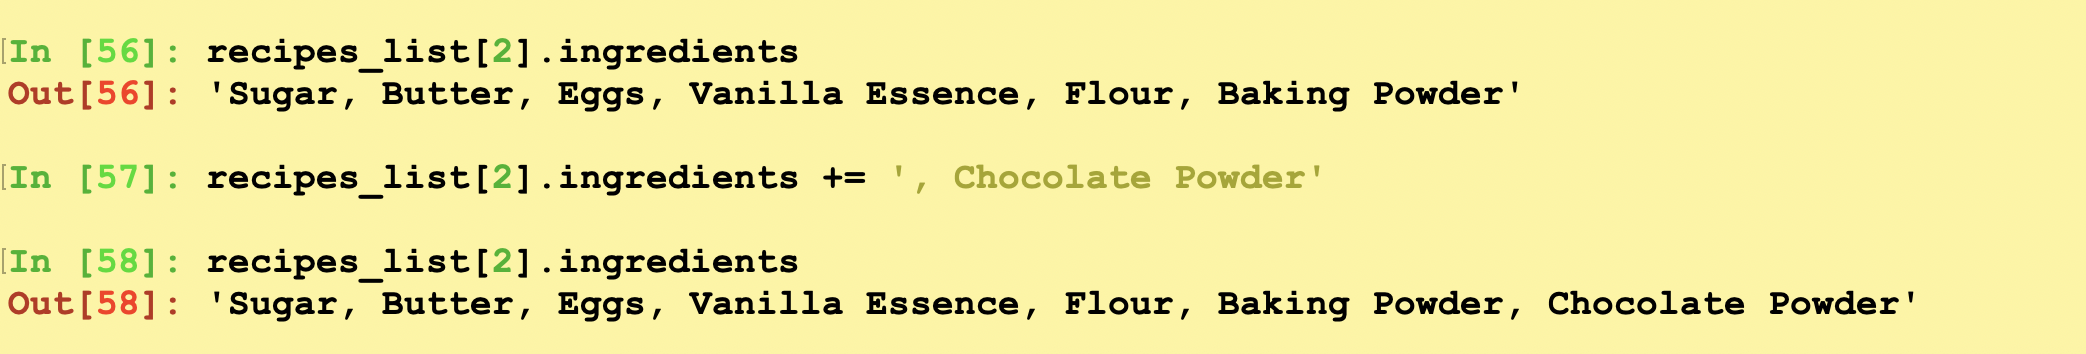 [In [56]: recipes_list[2].ingredients
Out[56]: 'Sugar, Butter, Eggs, Vanilla Essence, Flour, Baking Powder'
[In [57]: recipes_list[2].ingredients += ', Chocolate Powder'
[In [58]: recipes_list[2].ingredients
Out[58]: 'Sugar, Butter, Eggs, Vanilla Essence, Flour, Baking Powder, Chocolate Powder'